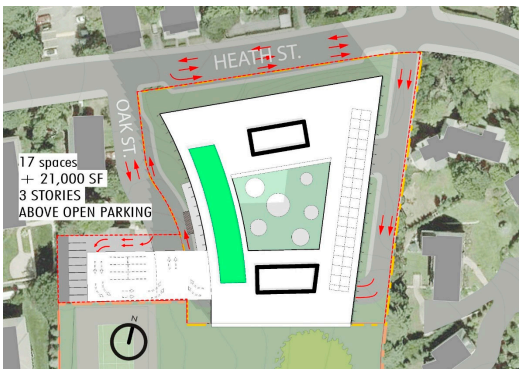 HEATH ST.
OAK ST.
17 spaces
+ 21,000 SF
3 STORIES
ABOVE OPEN PARKING
N